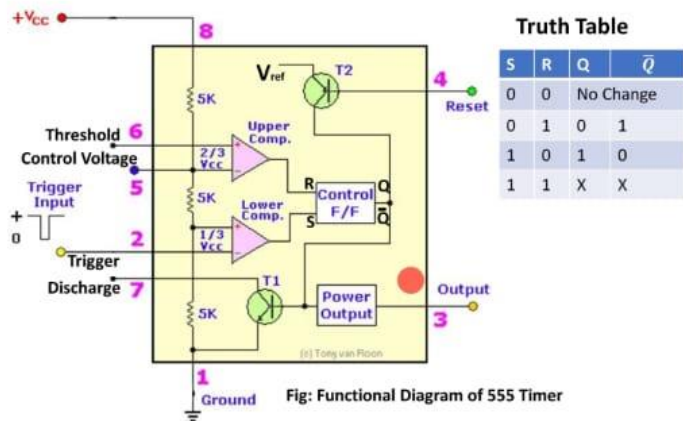 +Vcc
8
Truth Table
S R Q Q̅
0 0 No Change
0 1 0 1
1 0 1 0
1 1 X X
Vref
T2
4
Reset
5K
Threshold
6
Upper
Comp.
Control Voltage
2/3
Vcc
5
R
Control
F/F
Q
S
Q̅
Trigger
Input
5K
Lower
Comp.
+
0
2
1/3
Vcc
Trigger
Discharge
7
T1
5K
Power
Output
Output
3
(c) Tony van Roon
1
Ground
Fig: Functional Diagram of 555 Timer